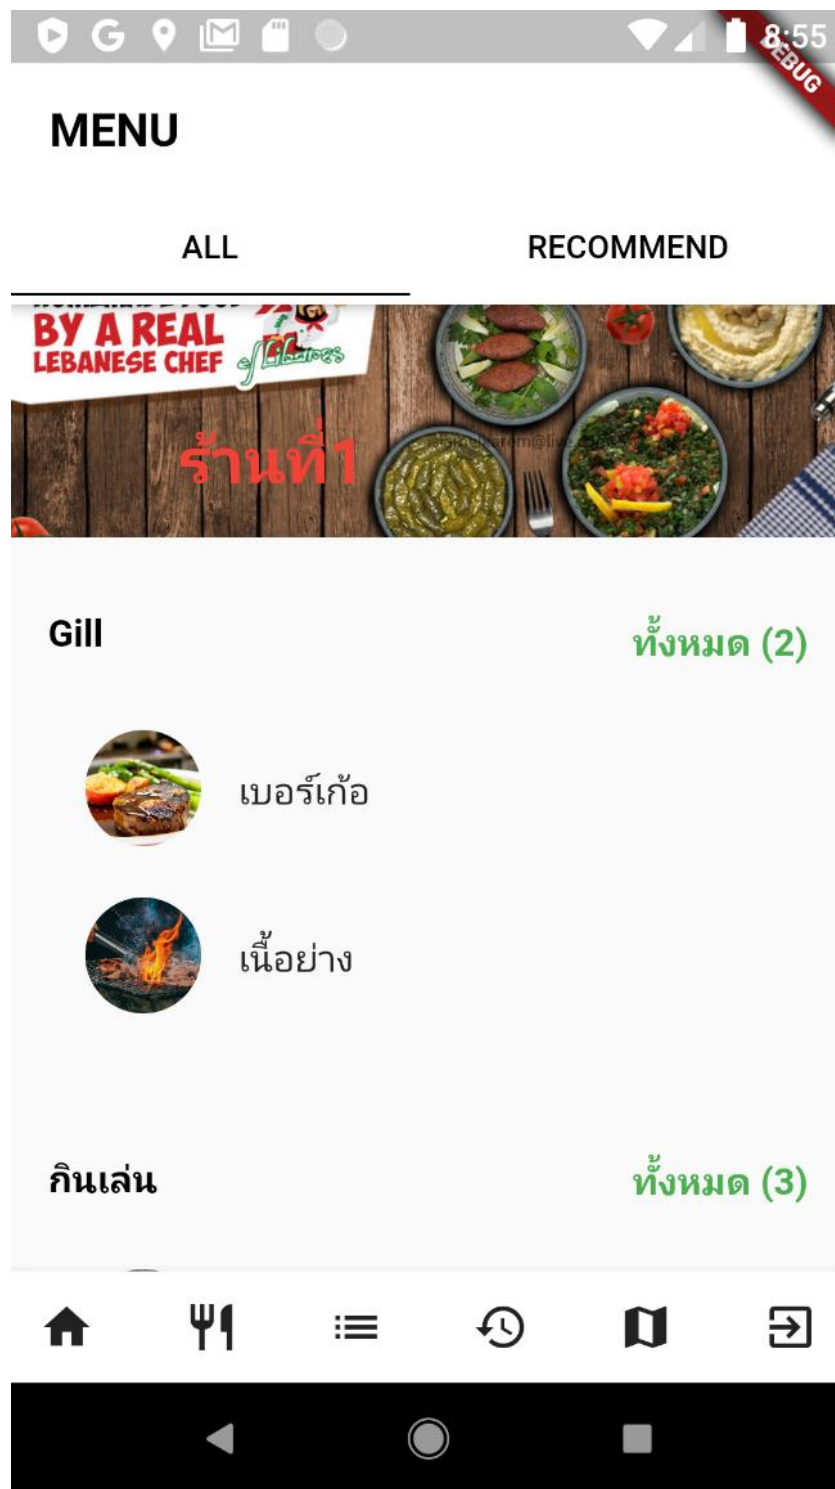 8:55
DEBUG
MENU
ALL
RECOMMEND
BY A REAL
LEBANESE CHEF
ร้านที่1
Gill
ทั้งหมด (2)
เบอร์เก้อ
เนื้อย่าง
กินเล่น
ทั้งหมด (3)